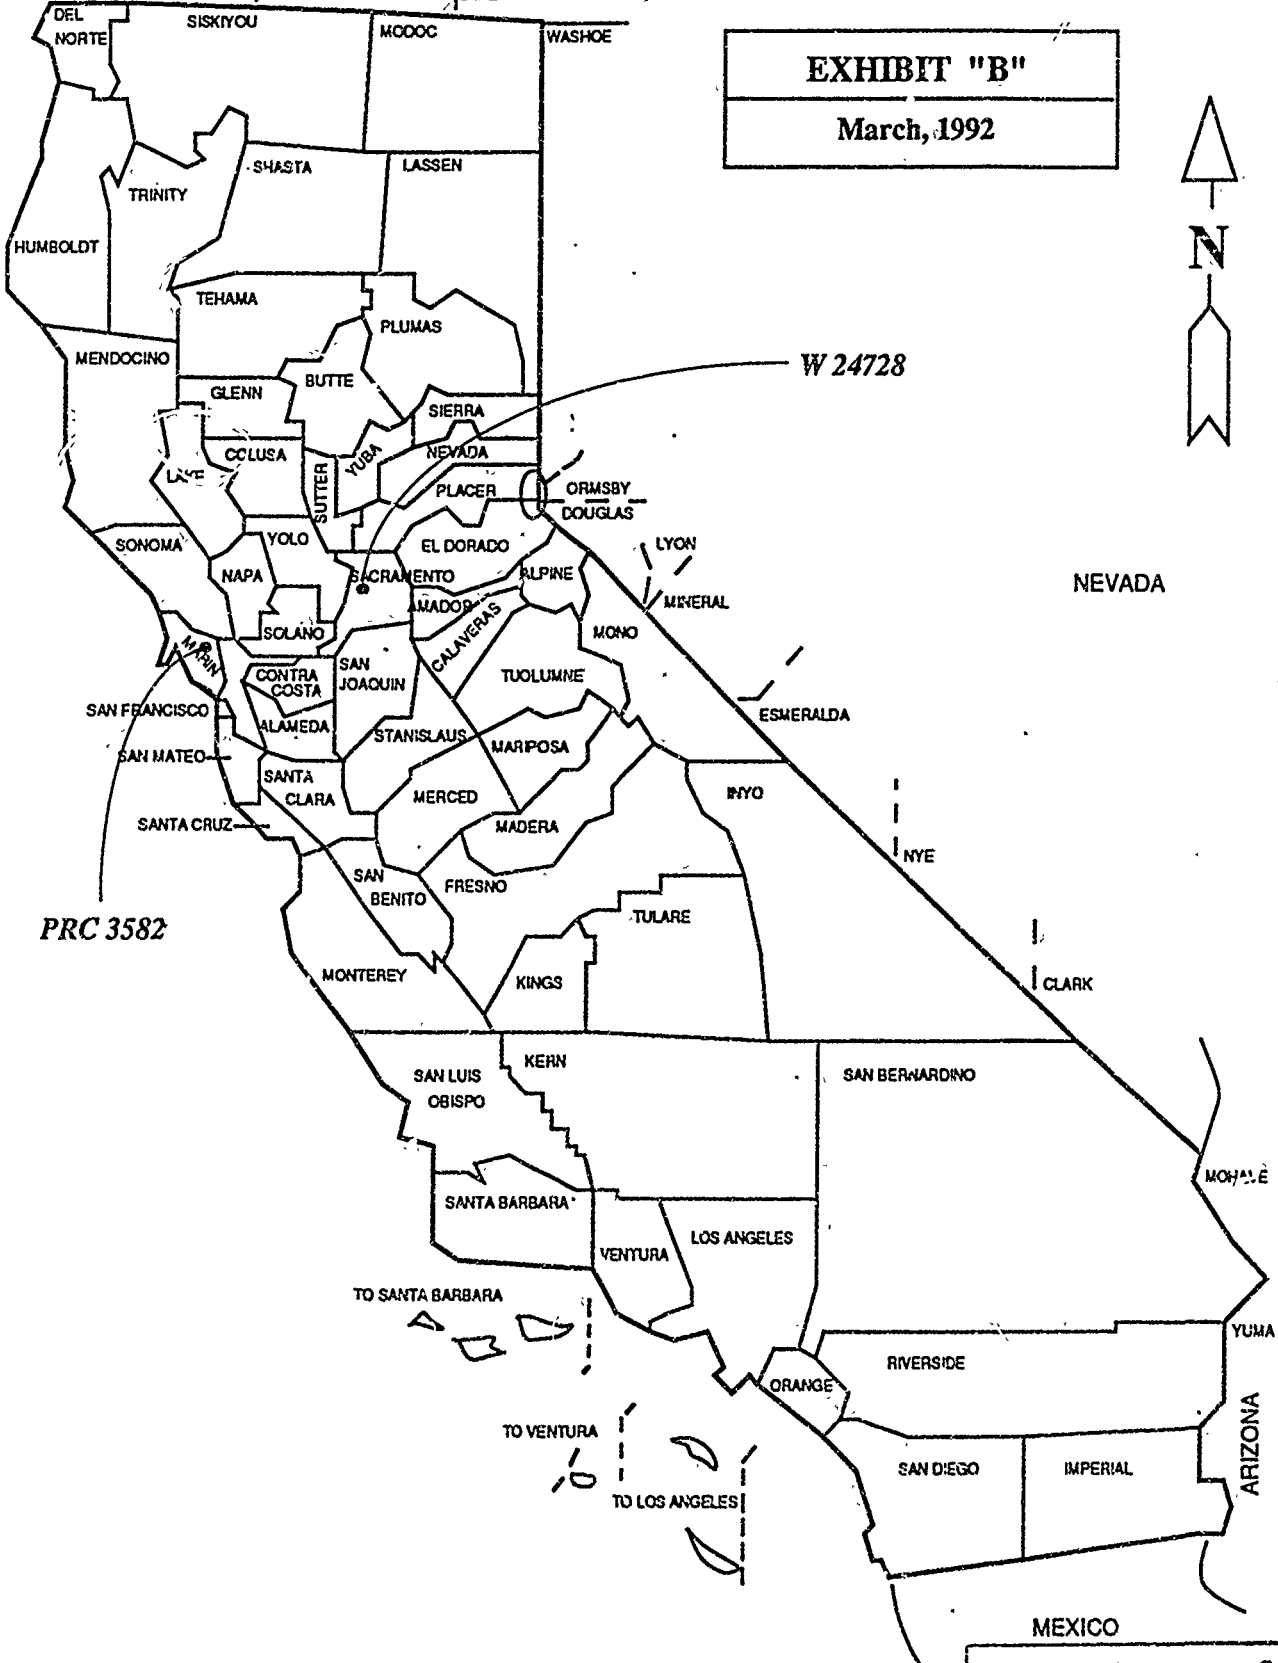 DEL
NORTE
SISKIYOU
MODOC
WASHOE
EXHIBIT "B"
March, 1992
SHASTA
LASSEN
TRINITY
HUMBOLDT
N
TEHAMA
PLUMAS
MENDOCINO
W 24728
BUTTE
GLENN
SIERRA
COLUSA
YUBA
NEVADA
LAKE
SUTTER
PLACER
ORMSBY
DOUGLAS
SONOMA
YOLO
EL DORADO
LYON
NAPA
SACRAMENTO
ALPINE
NEVADA
AMADOR
MINERAL
SOLANO
CALAVERAS
MONO
MARIN
CONTRA
COSTA
SAN
JOAQUIN
TUOLUMNE
SAN FRANCISCO
ALAMEDA
ESMERALDA
STANISLAUS
MARIPOSA
SAN MATEO
SANTA
CLARA
MERCED
INYO
SANTA CRUZ
MADERA
NYE
SAN
BENITO
FRESNO
TULARE
PRC 3582
MONTEREY
KINGS
CLARK
KERN
SAN LUIS
OBISPO
SAN BERNARDINO
SANTA BARBARA
LOS ANGELES
VENTURA
TO SANTA BARBARA
YUMA
RIVERSIDE
ORANGE
ARIZONA
TO VENTURA
SAN DIEGO
IMPERIAL
TO LOS ANGELES
MEXICO